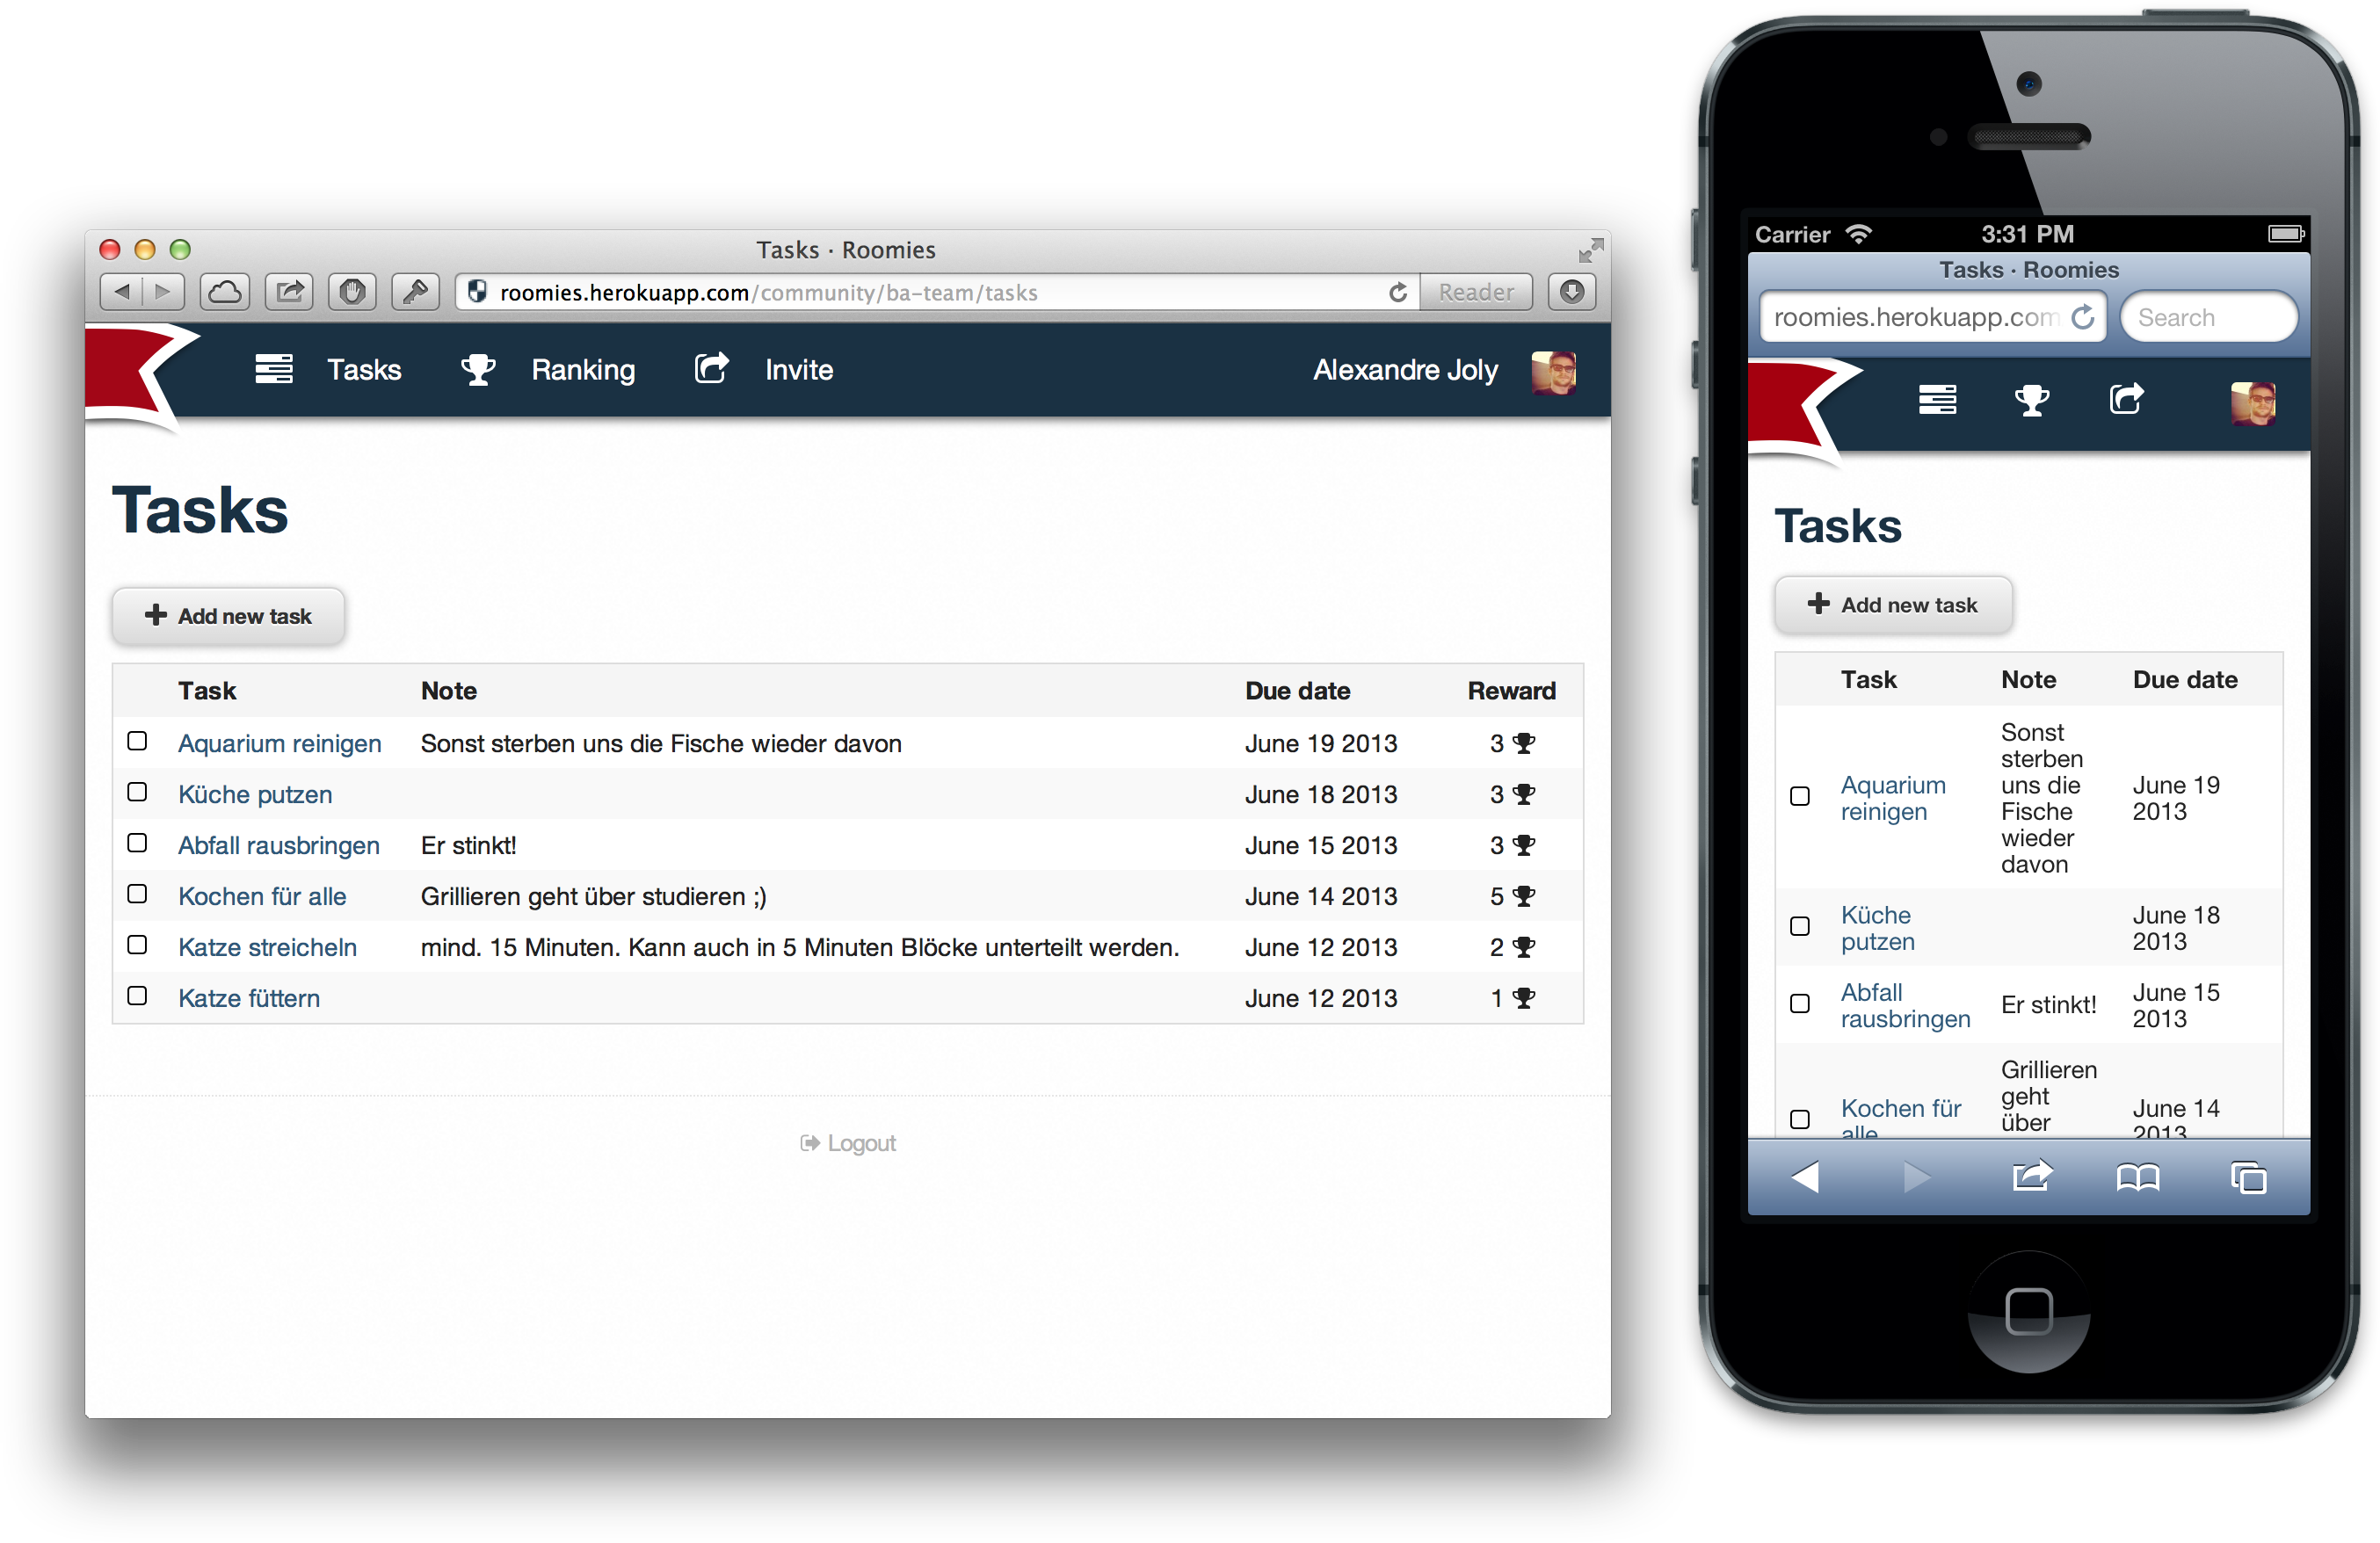 Tasks · Roomies
roomies.herokuapp.com/community/ba-team/tasks
Reader
Tasks Ranking Invite Alexandre Joly
Tasks
Add new task
Task Note Due date Reward
Aquarium reinigen Sonst sterben uns die Fische wieder davon June 19 2013 3
Küche putzen June 18 2013 3
Abfall rausbringen Er stinkt! June 15 2013 3
Kochen für alle Grillieren geht über studieren ;) June 14 2013 5
Katze streicheln mind. 15 Minuten. Kann auch in 5 Minuten Blöcke unterteilt werden. June 12 2013 2
Katze füttern June 12 2013 1
Logout
Carrier 3:31 PM
Tasks · Roomies
roomies.herokuapp.com Search
Tasks
Add new task
Task Note Due date
Aquarium
reinigen
Sonst
sterben
uns die
Fische
wieder
davon
June 19
2013
Küche
putzen
June 18
2013
Abfall
rausbringen
Er stinkt!
June 15
2013
Kochen für
alle
Grillieren
geht
über
June 14
2013